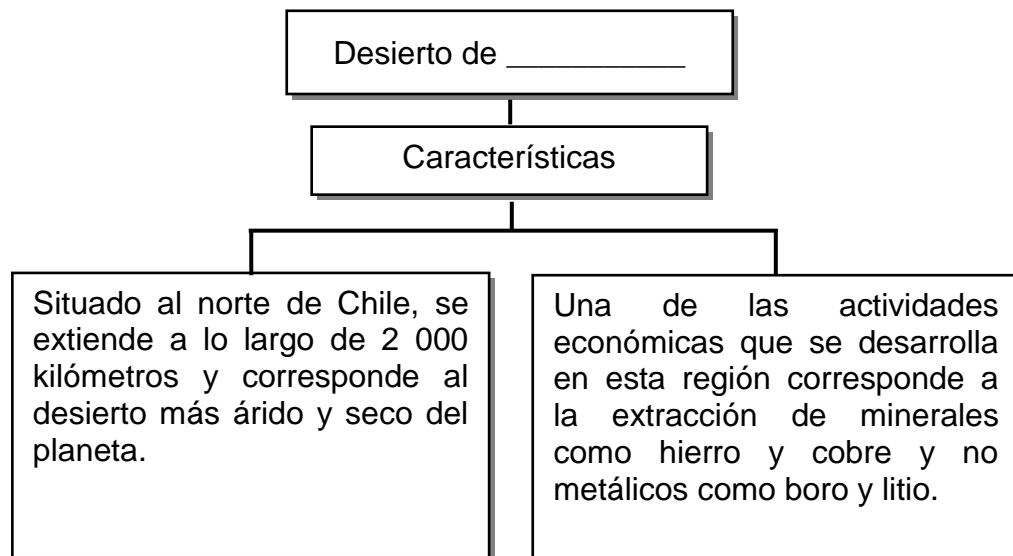 Desierto de ____________
Características
Situado al norte de Chile, se
extiende a lo largo de 2 000
kilómetros y corresponde al
desierto más árido y seco del
planeta.
Una de las actividades
económicas que se desarrolla
en esta región corresponde a
la extracción de minerales
como hierro y cobre y no
metálicos como boro y litio.